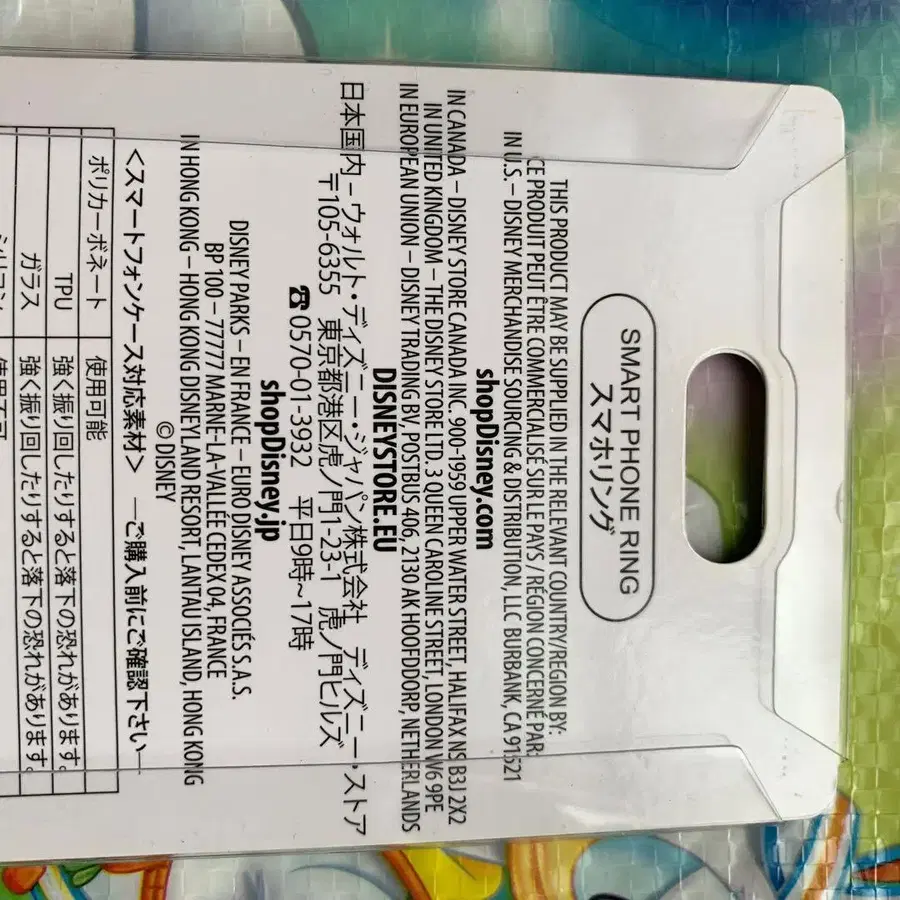 SMART PHONE RING
スマホリング
THIS PRODUCT MAY BE SUPPLIED IN THE RELEVANT COUNTRY/REGION BY:
CE PRODUIT PEUT ÊTRE COMMERCIALISÉ SUR LE PAYS / RÉGION CONCERNÉ PAR:
IN U.S. – DISNEY MERCHANDISE SOURCING & DISTRIBUTION, LLC BURBANK, CA 91521
shopDisney.com
IN CANADA – DISNEY STORE CANADA INC. 900-1959 UPPER WATER STREET, HALIFAX NS B3J 2X2
IN UNITED KINGDOM – THE DISNEY STORE LTD. 3 QUEEN CAROLINE STREET, LONDON W6 9PE
IN EUROPEAN UNION – DISNEY TRADING BV, POSTBUS 406, 2130 AK HOOFDDORP, NETHERLANDS
DISNEYSTORE.EU
日本国内 – ウォルト・ディズニー・ジャパン株式会社 ディズニー・ストア
〒105-6355 東京都港区虎ノ門1-23-1 虎ノ門ヒルズ
☎0570-01-3932 平日9時~17時
shopDisney.jp
DISNEY PARKS – EN FRANCE – EURO DISNEY ASSOCIÉS S.A.S.
BP 100 – 77777 MARNE-LA-VALLÉE CEDEX 04, FRANCE
IN HONG KONG – HONG KONG DISNEYLAND RESORT, LANTAU ISLAND, HONG KONG
© DISNEY
<スマートフォンケース対応素材> ―ご購入前にご確認下さい―
ポリカーボネート 使用可能
TPU 強く振り回したりすると落下の恐れがあります。
ガラス 強く振り回したりすると落下の恐れがあります。